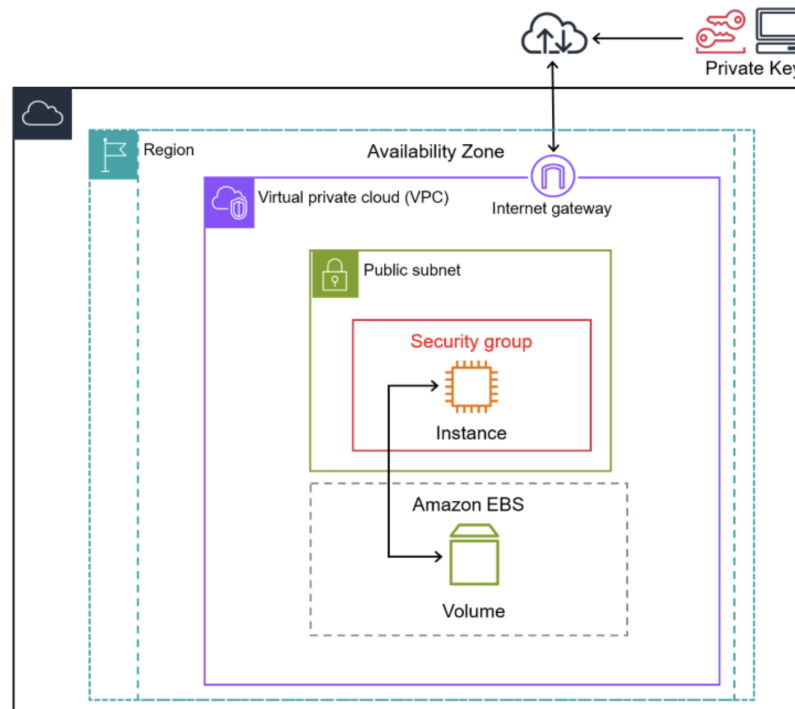 Private Key
Region
Availability Zone
Virtual private cloud (VPC)
Internet gateway
Public subnet
Security group
Instance
Amazon EBS
Volume